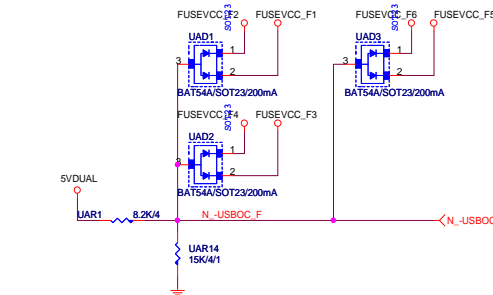 FUSEVCC_F2
FUSEVCC_F1
SOT23
UAD1
3
1
2
BAT54A/SOT23/200mA
FUSEVCC_F6
FUSEVCC_F5
SOT23
UAD3
3
1
2
BAT54A/SOT23/200mA
FUSEVCC_F4
FUSEVCC_F3
SOT23
UAD2
3
1
2
BAT54A/SOT23/200mA
5VDUAL
UAR1
8.2K/4
N_-USBOC_F
N_-USBOC
UAR14
15K/4/1